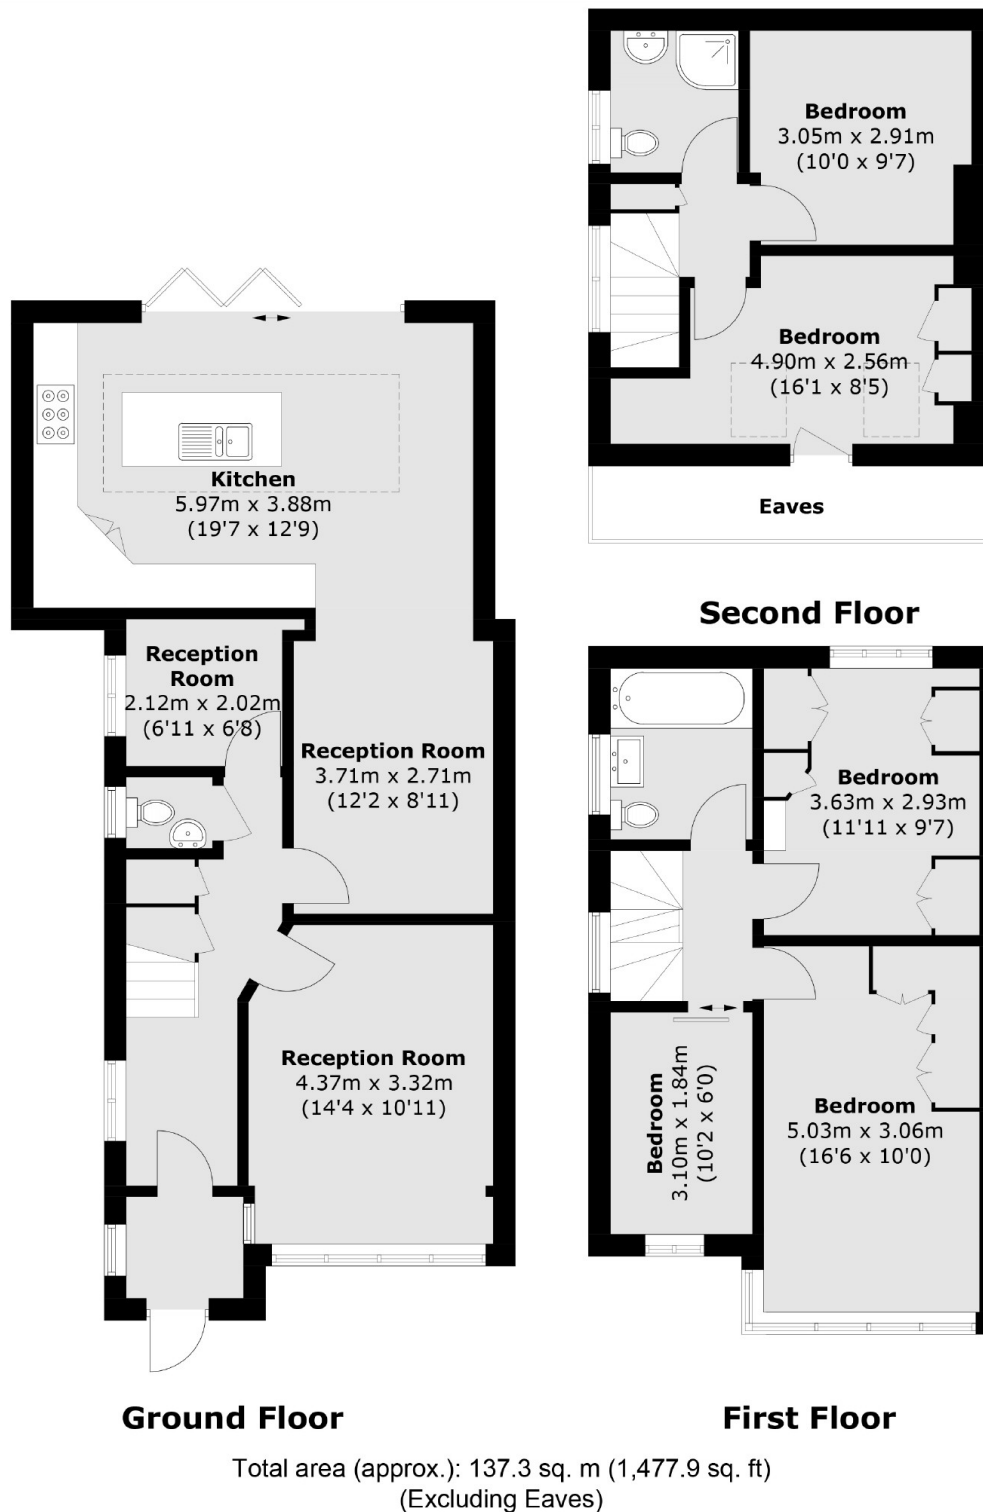 Bedroom
3.05m x 2.91m
(10'0 x 9'7)
Bedroom
4.90m x 2.56m
(16'1 x 8'5)
Eaves
Second Floor
Kitchen
5.97m x 3.88m
(19'7 x 12'9)
Reception
Room
2.12m x 2.02m
(6'11 x 6'8)
Reception Room
3.71m x 2.71m
(12'2 x 8'11)
Reception Room
4.37m x 3.32m
(14'4 x 10'11)
Ground Floor
Bedroom
3.63m x 2.93m
(11'11 x 9'7)
Bedroom
3.10m x 1.84m
(10'2 x 6'0)
Bedroom
5.03m x 3.06m
(16'6 x 10'0)
First Floor
Total area (approx.): 137.3 sq. m (1,477.9 sq. ft)
(Excluding Eaves)